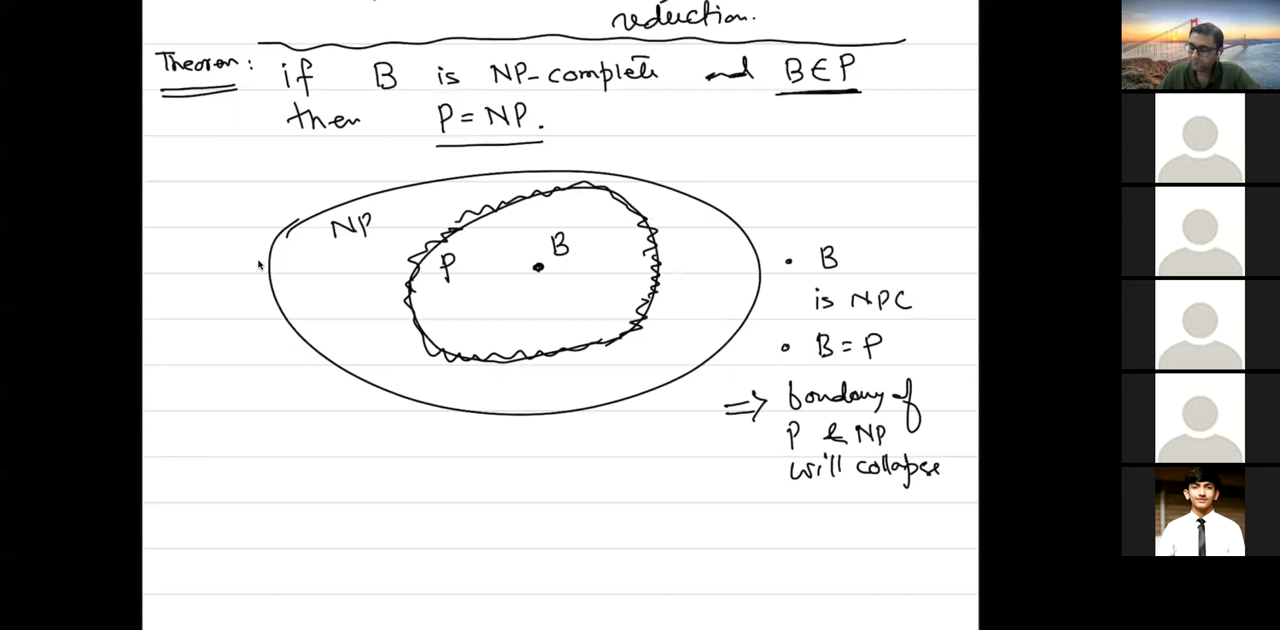 reduction.
Theorem: if B is NP-complete and B∈P
then P = NP.
NP
B
P
• B
is NPC
• B = P
⇒ boundary of
P & NP
will collapse